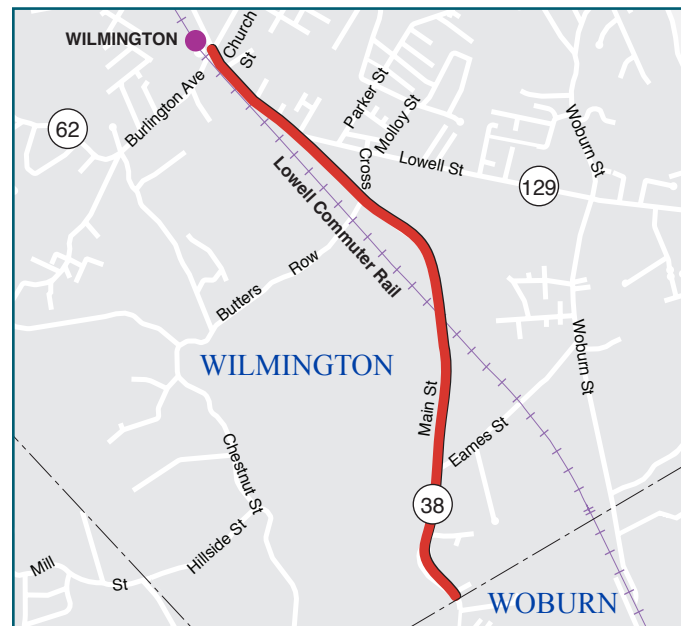 WILMINGTON
Church
St
Burlington Ave
62
Parker St
Molloy St
Woburn St
Cross
Lowell St
129
Lowell Commuter Rail
Butters
Row
WILMINGTON
Woburn St
Main St
Eames St
Chestnut St
38
Hillside St
Mill
St
WOBURN